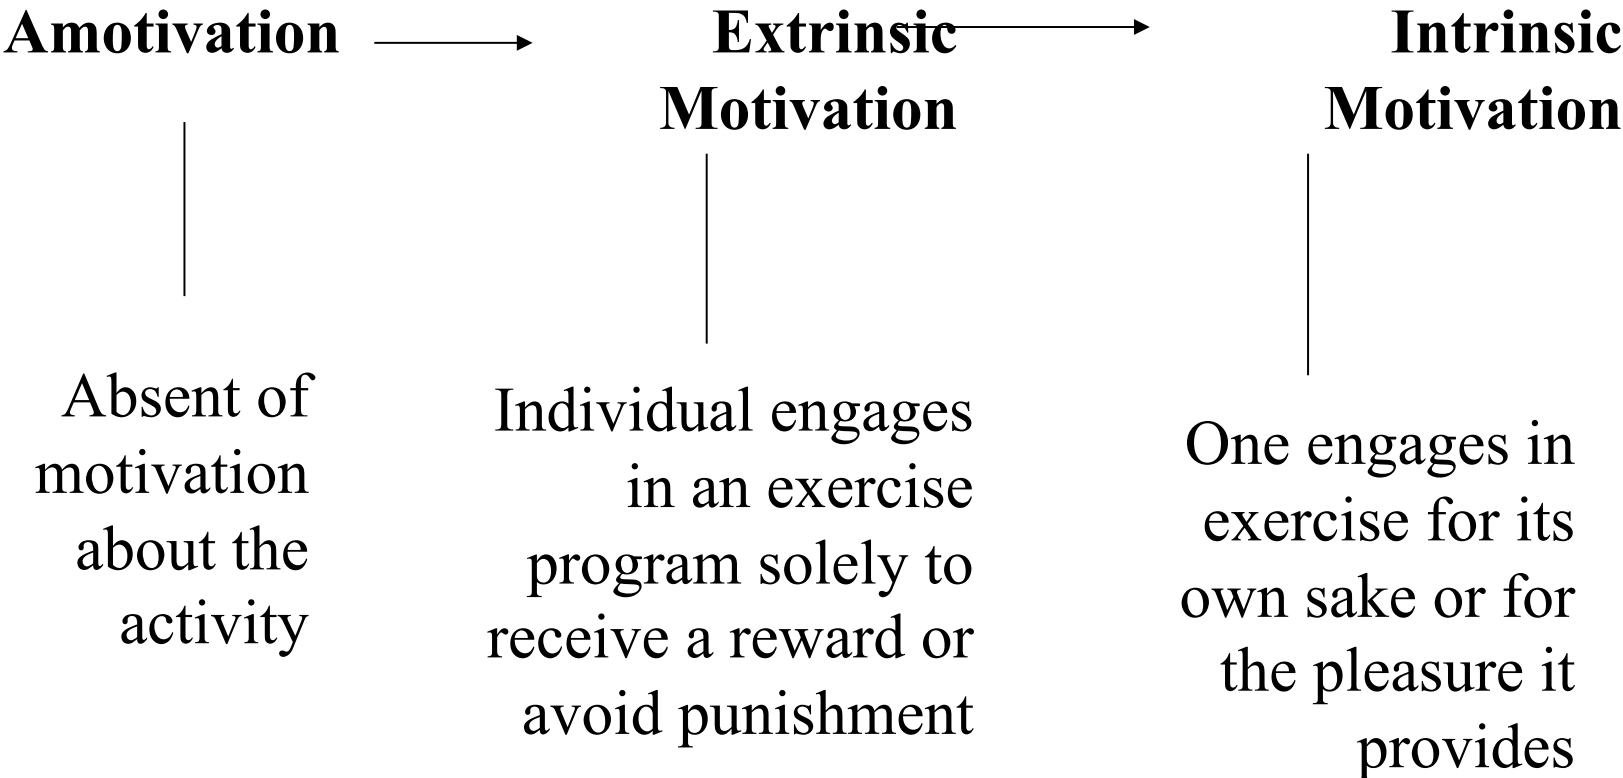 Amotivation
Extrinsic
Motivation
Intrinsic
Motivation
Absent of
motivation
about the
activity
Individual engages
in an exercise
program solely to
receive a reward or
avoid punishment
One engages in
exercise for its
own sake or for
the pleasure it
provides